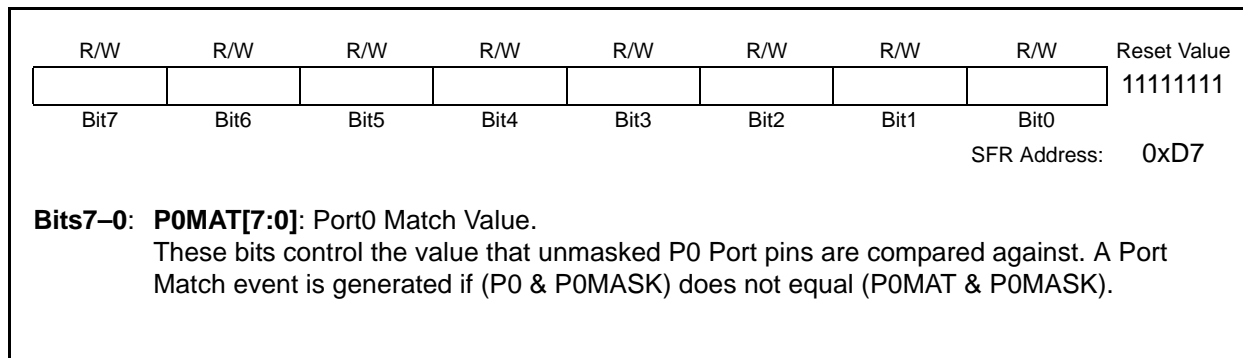 R/W R/W R/W R/W R/W R/W R/W R/W Reset Value
11111111
Bit7 Bit6 Bit5 Bit4 Bit3 Bit2 Bit1 Bit0
SFR Address: 0xD7
Bits7–0: P0MAT[7:0]: Port0 Match Value.
These bits control the value that unmasked P0 Port pins are compared against. A Port
Match event is generated if (P0 & P0MASK) does not equal (P0MAT & P0MASK).